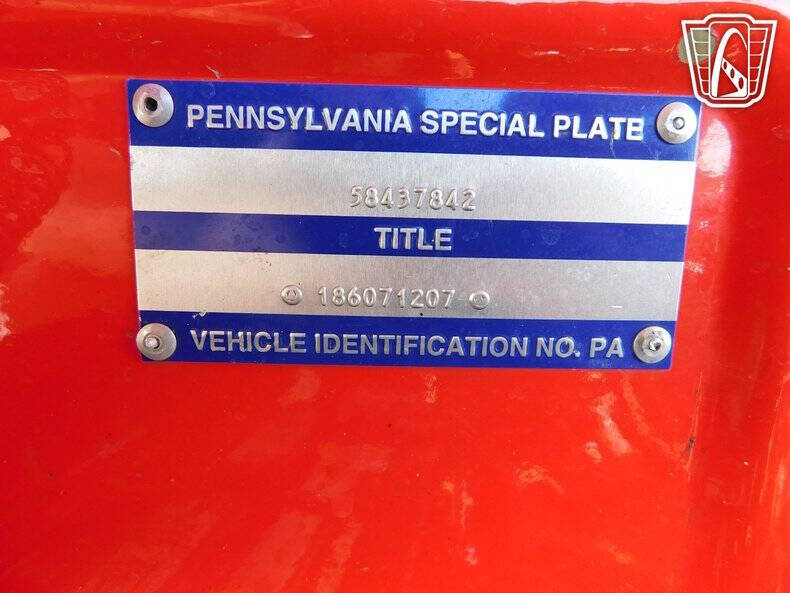 PENNSYLVANIA SPECIAL PLATE
58437842
TITLE
186071207
VEHICLE IDENTIFICATION NO. PA